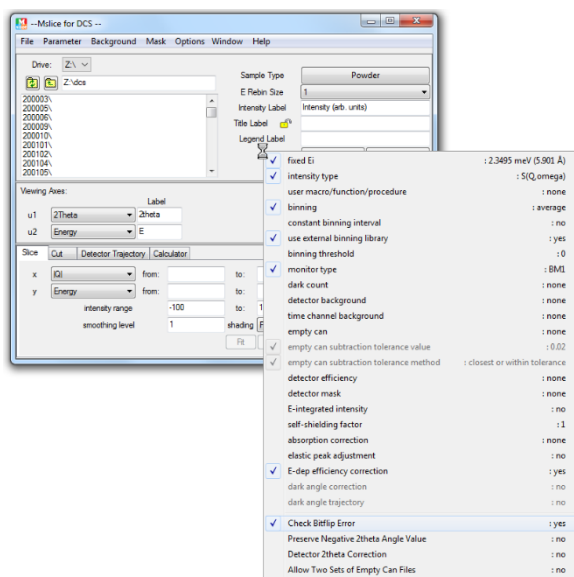 --Mslice for DCS --
File Parameter Background Mask Options Window Help
Drive: Z:\
Z:\dcs
200003\
200005\
200006\
200009\
200010\
200101\
200102\
200104\
200105\
Sample Type Powder
E Rebin Size 1
Intensity Label Intensity (arb. units)
Title Label
Legend Label
Viewing Axes:
Label
u1 2Theta 2theta
u2 Energy E
Slice Cut Detector Trajectory Calculator
x |Q| from: to:
y Energy from: to:
intensity range -100 to: 1
smoothing level 1 shading F
Fit
fixed Ei : 2.3495 meV (5.901 Å)
intensity type : S(Q,omega)
user macro/function/procedure : none
binning : average
constant binning interval : no
use external binning library : yes
binning threshold : 0
monitor type : BM1
dark count : none
detector background : none
time channel background : none
empty can : none
empty can subtraction tolerance value : 0.02
empty can subtraction tolerance method : closest or within tolerance
detector efficiency : none
detector mask : none
E-integrated intensity : no
self-shielding factor : 1
absorption correction : none
elastic peak adjustment : no
E-dep efficiency correction : yes
dark angle correction : no
dark angle trajectory : no
Check Bitflip Error : yes
Preserve Negative 2theta Angle Value : no
Detector 2theta Correction : no
Allow Two Sets of Empty Can Files : no